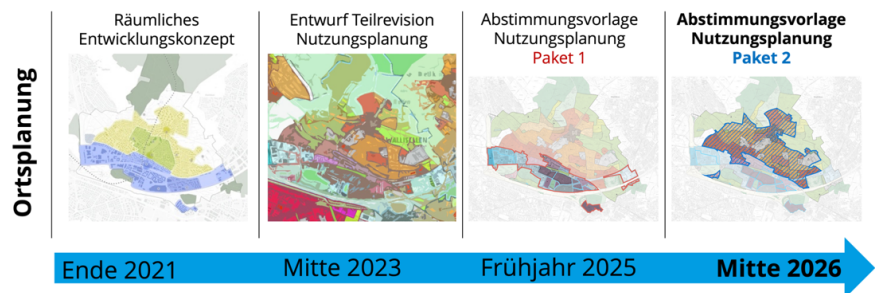 Ortsplanung
Räumliches
Entwicklungskonzept
Entwurf Teilrevision
Nutzungsplanung
Abstimmungsvorlage
Nutzungsplanung
Paket 1
Abstimmungsvorlage
Nutzungsplanung
Paket 2
Ende 2021
Mitte 2023
Frühjahr 2025
Mitte 2026